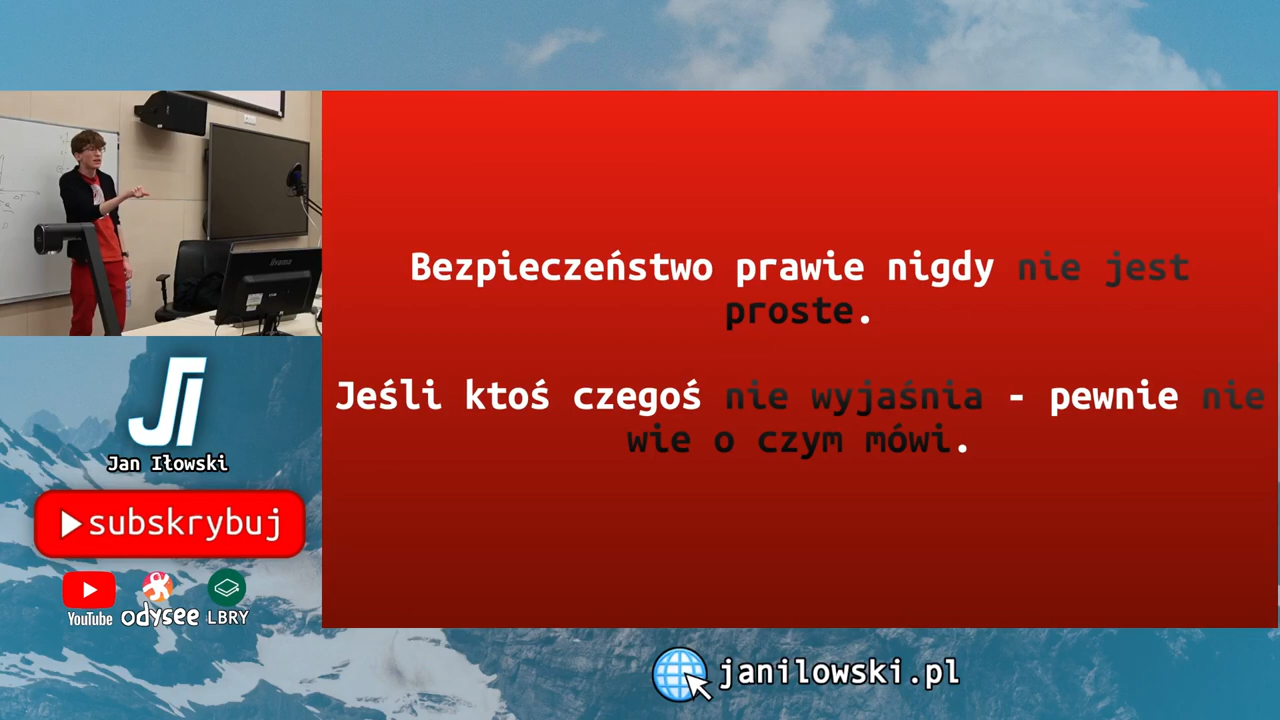 Bezpieczeństwo prawie nigdy nie jest
proste.
Jeśli ktoś czegoś nie wyjaśnia - pewnie nie
wie o czym mówi.
JI
Jan Iłowski
subskrybuj
YouTube odysee LBRY
janilowski.pl